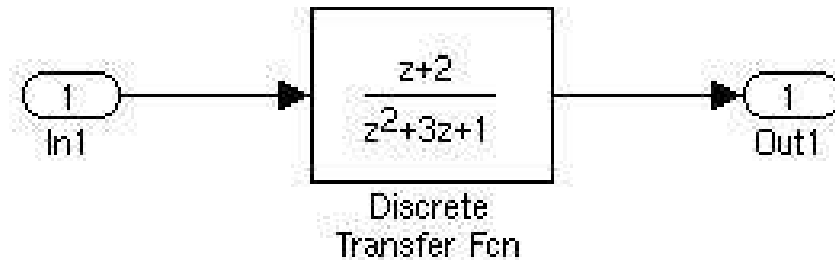 z+2
1
z²+3z+1
1
In1
Out1
Discrete
Transfer Fcn